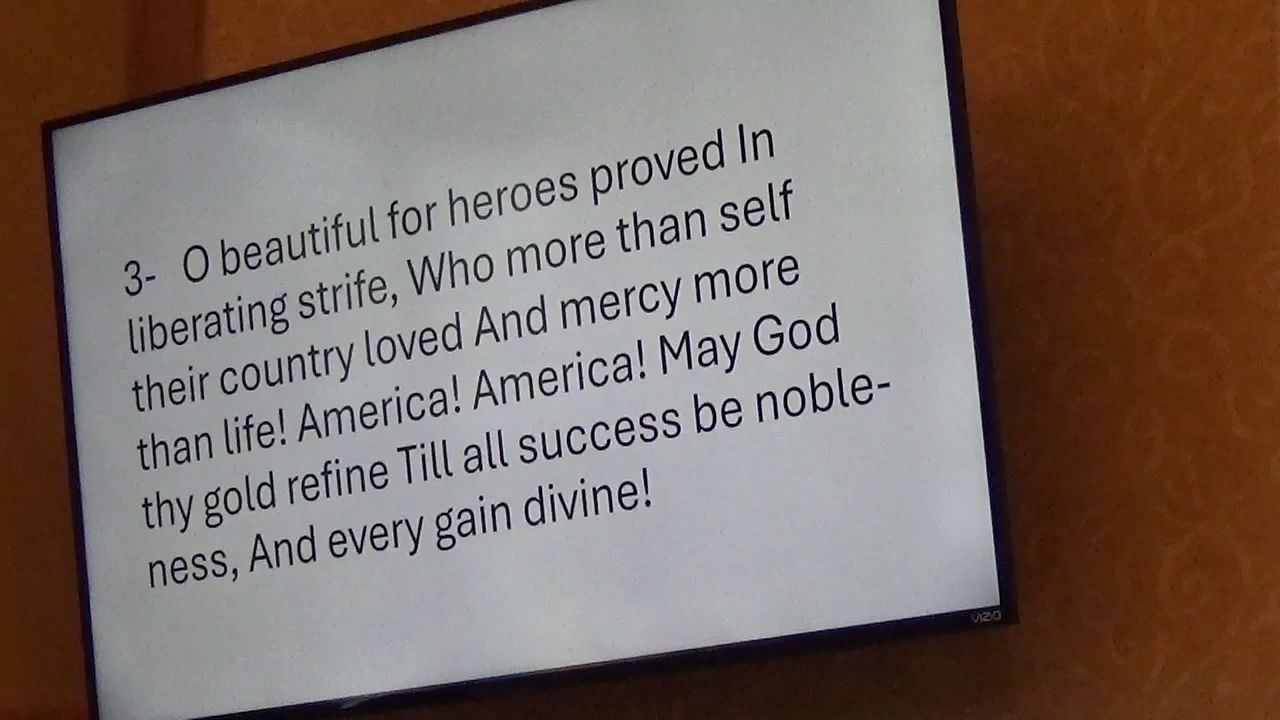 3- O beautiful for heroes proved In
liberating strife, Who more than self
their country loved And mercy more
than life! America! America! May God
thy gold refine Till all success be noble-
ness, And every gain divine!
VIZIO